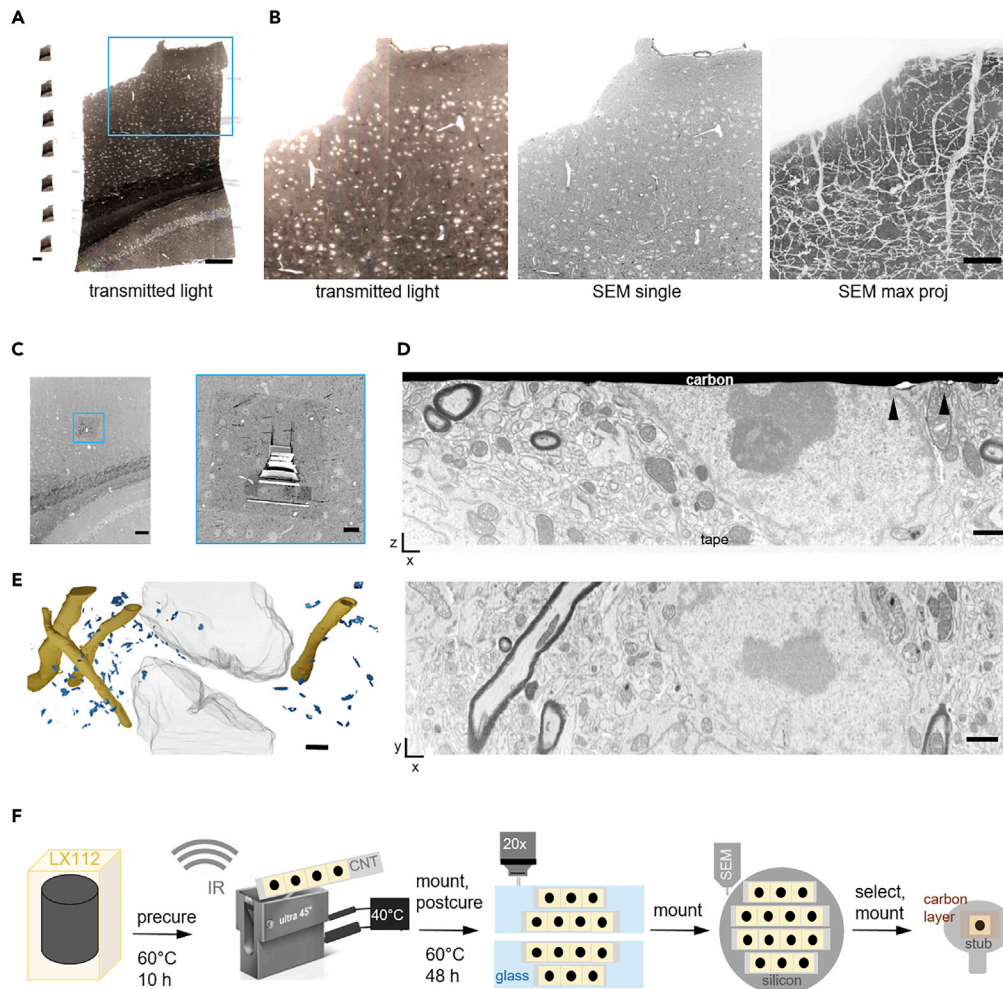 A
B
transmitted light
transmitted light
SEM single
SEM max proj
C
D
carbon
tape
z
x
E
y
x
F
LX112
IR
precure
60°C
10 h
CNT
ultra 45°
40°C
mount,
postcure
60°C
48 h
20x
glass
mount
SEM
silicon
select,
mount
carbon
layer
stub